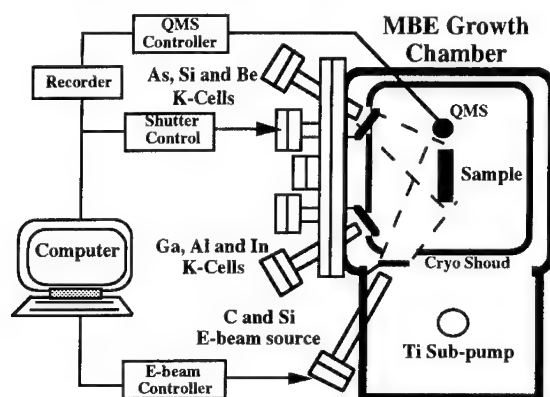 QMS
Controller
MBE Growth
Chamber
Recorder
As, Si and Be
K-Cells
QMS
Shutter
Control
Sample
Computer
Ga, Al and In
K-Cells
Cryo Shoud
C and Si
E-beam source
Ti Sub-pump
E-beam
Controller